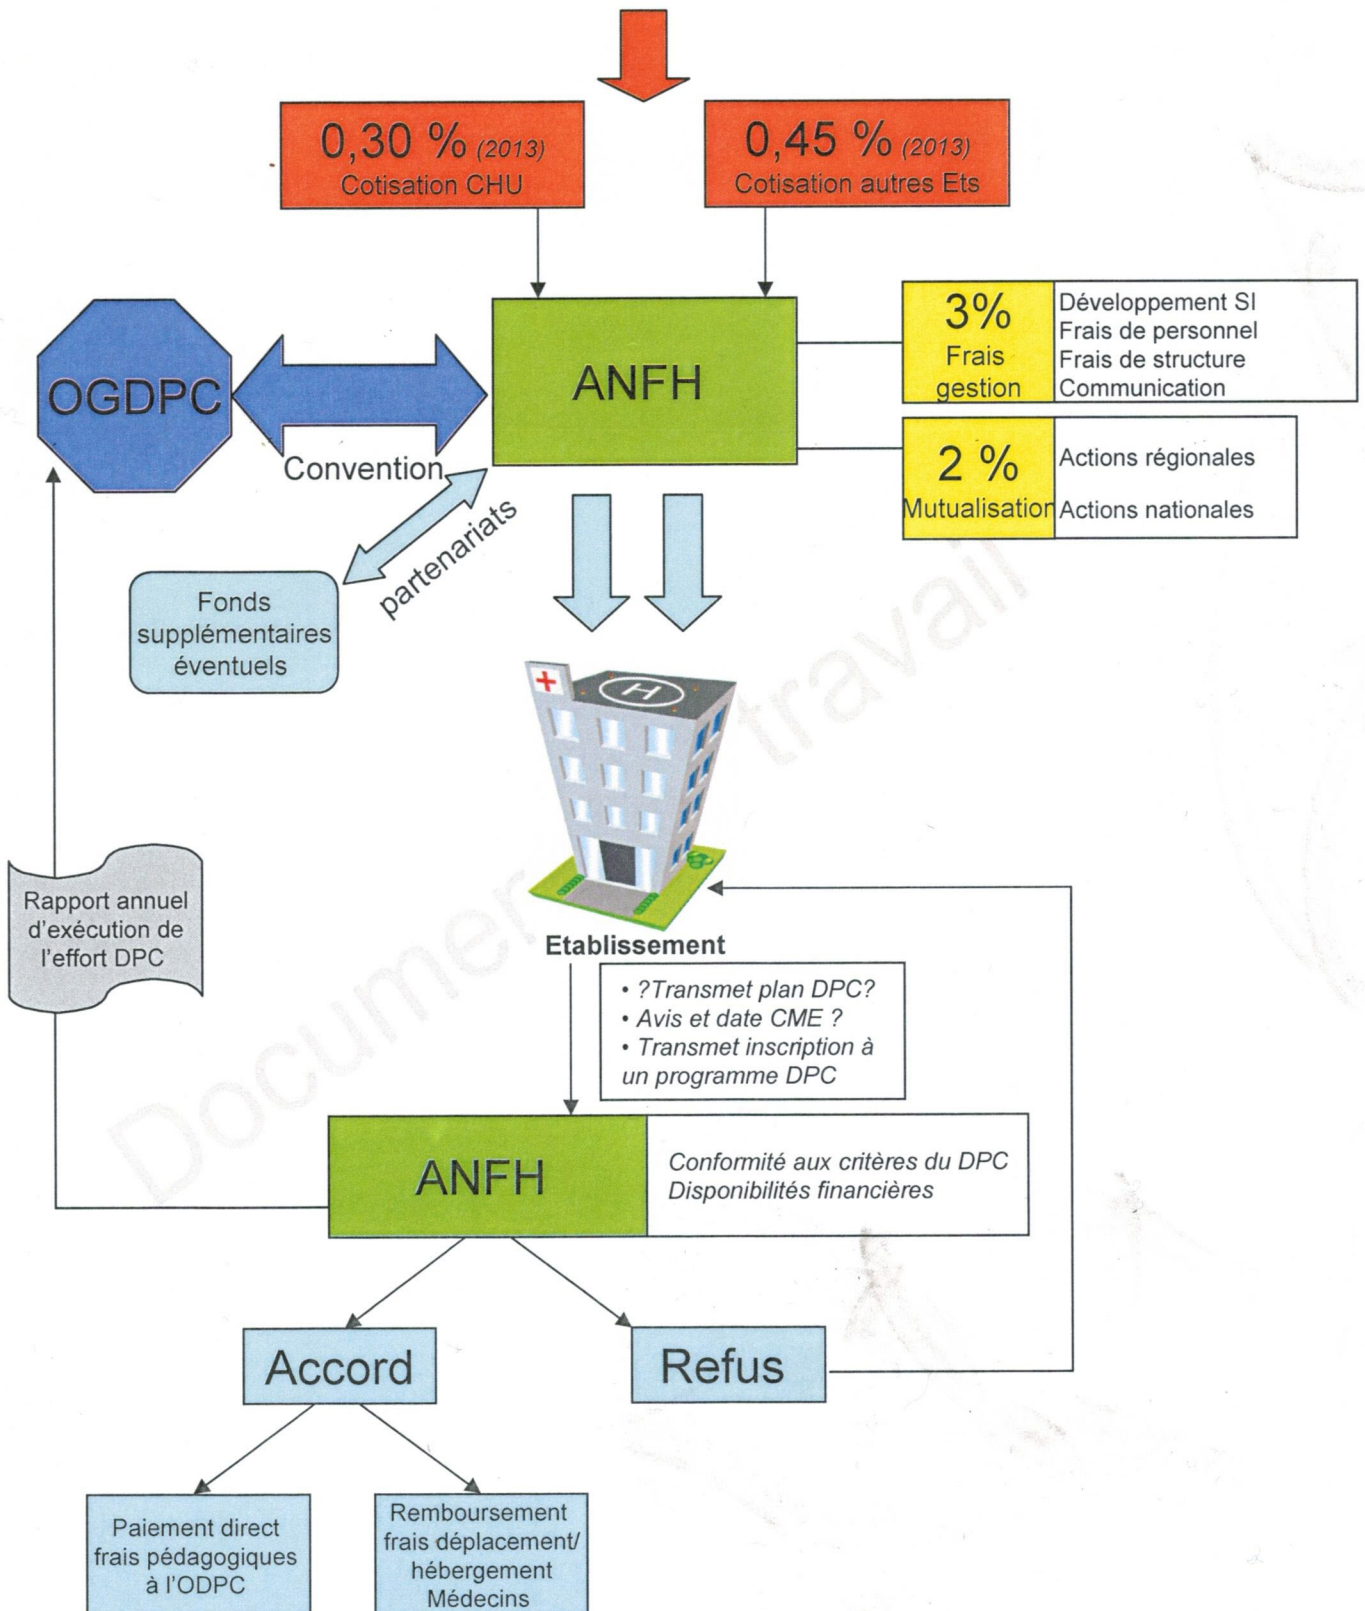 0,30 % (2013)
Cotisation CHU
0,45 % (2013)
Cotisation autres Ets
OGDPC
Convention
ANFH
3%
Frais
gestion
Développement SI
Frais de personnel
Frais de structure
Communication
2 %
Mutualisation
Actions régionales
Actions nationales
partenariats
Fonds
supplémentaires
éventuels
H
travail
Documen
Rapport annuel
d'exécution de
l'effort DPC
Etablissement
• ?Transmet plan DPC?
• Avis et date CME ?
• Transmet inscription à
un programme DPC
ANFH
Conformité aux critères du DPC
Disponibilités financières
Accord
Refus
Paiement direct
frais pédagogiques
à l'ODPC
Remboursement
frais déplacement/
hébergement
Médecins